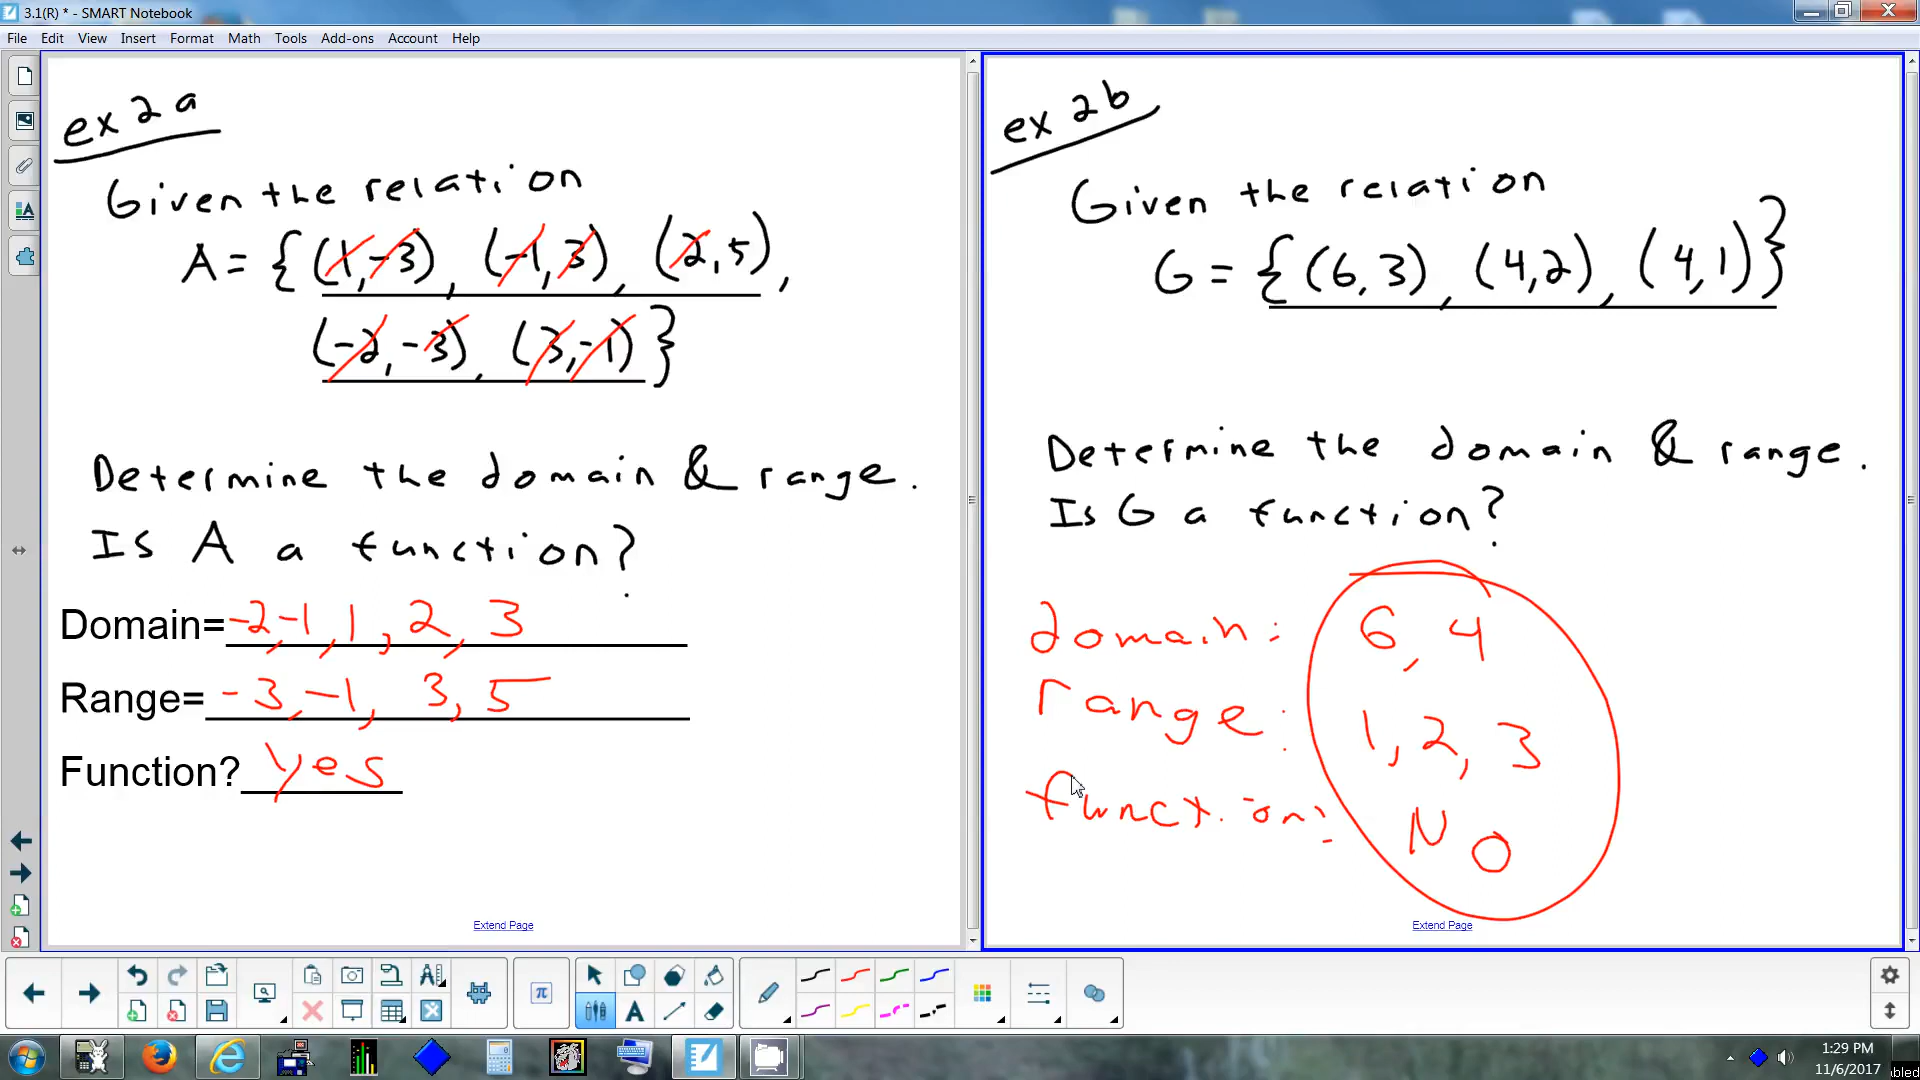 3.1(R) * - SMART Notebook
File Edit View Insert Format Math Tools Add-ons Account Help
ex 2a
Given the relation
A = {(1,-3), (-1,3), (2,5),
(-2,-3), (3,-1)}
Determine the domain & range.
Is A a function?
Domain= -2,-1, 1, 2, 3
Range= -3, -1, 3, 5
Function? yes
Extend Page
ex 2b
Given the relation
G = {(6,3), (4,2), (4,1)}
Determine the domain & range.
Is G a function?
domain: 6, 4
range: 1, 2, 3
function: NO
Extend Page
1:29 PM
11/6/2017
bled